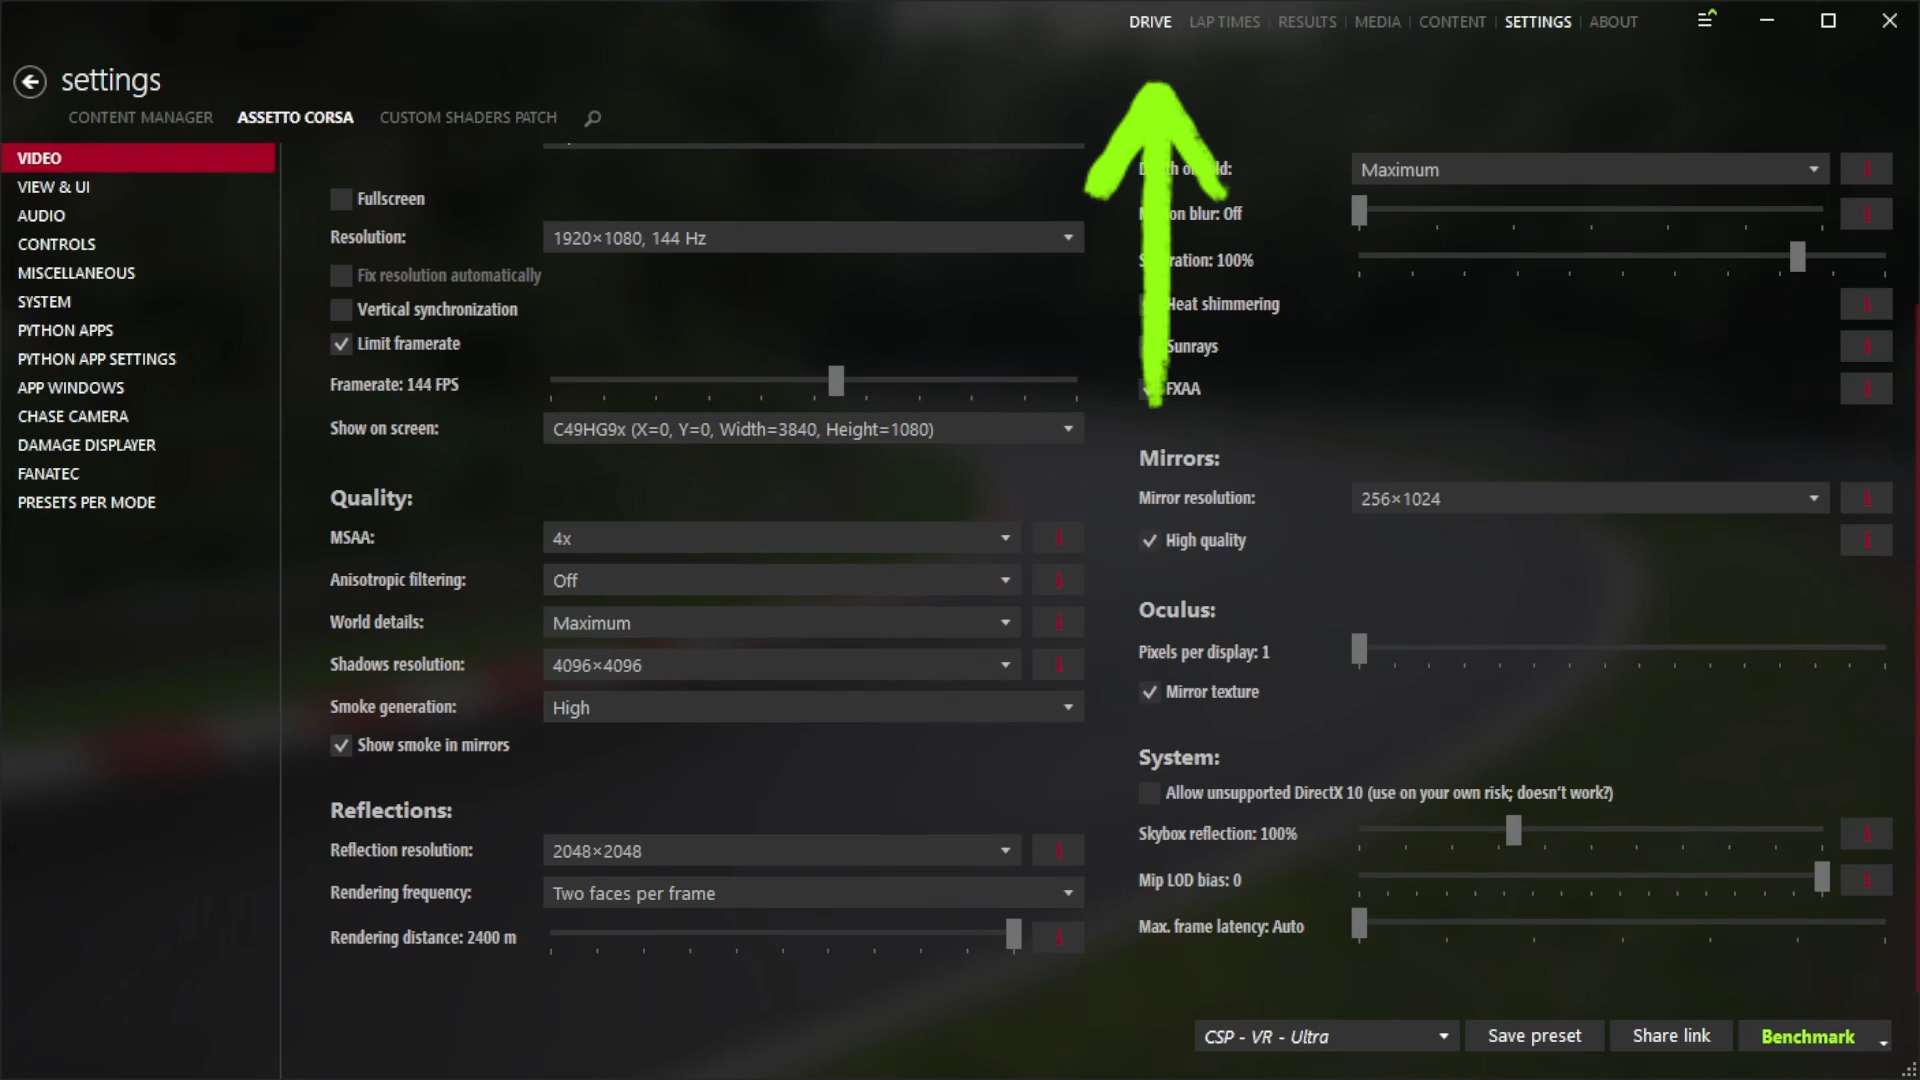 DRIVE LAP TIMES RESULTS MEDIA CONTENT SETTINGS ABOUT
settings
CONTENT MANAGER ASSETTO CORSA CUSTOM SHADERS PATCH
VIDEO
VIEW & UI
AUDIO
CONTROLS
MISCELLANEOUS
SYSTEM
PYTHON APPS
PYTHON APP SETTINGS
APP WINDOWS
CHASE CAMERA
DAMAGE DISPLAYER
FANATEC
PRESETS PER MODE
Fullscreen
Resolution: 1920×1080, 144 Hz
Fix resolution automatically
Vertical synchronization
Limit framerate
Framerate: 144 FPS
Show on screen: C49HG9x (X=0, Y=0, Width=3840, Height=1080)
Quality:
MSAA: 4x
Anisotropic filtering: Off
World details: Maximum
Shadows resolution: 4096×4096
Smoke generation: High
Show smoke in mirrors
Reflections:
Reflection resolution: 2048×2048
Rendering frequency: Two faces per frame
Rendering distance: 2400 m
Maximum
blur: Off
100%
Heat shimmering
Sunrays
FXAA
Mirrors:
Mirror resolution: 256×1024
High quality
Oculus:
Pixels per display: 1
Mirror texture
System:
Allow unsupported DirectX 10 (use on your own risk; doesn't work?)
Skybox reflection: 100%
Mip LOD bias: 0
Max. frame latency: Auto
CSP - VR - Ultra Save preset Share link Benchmark